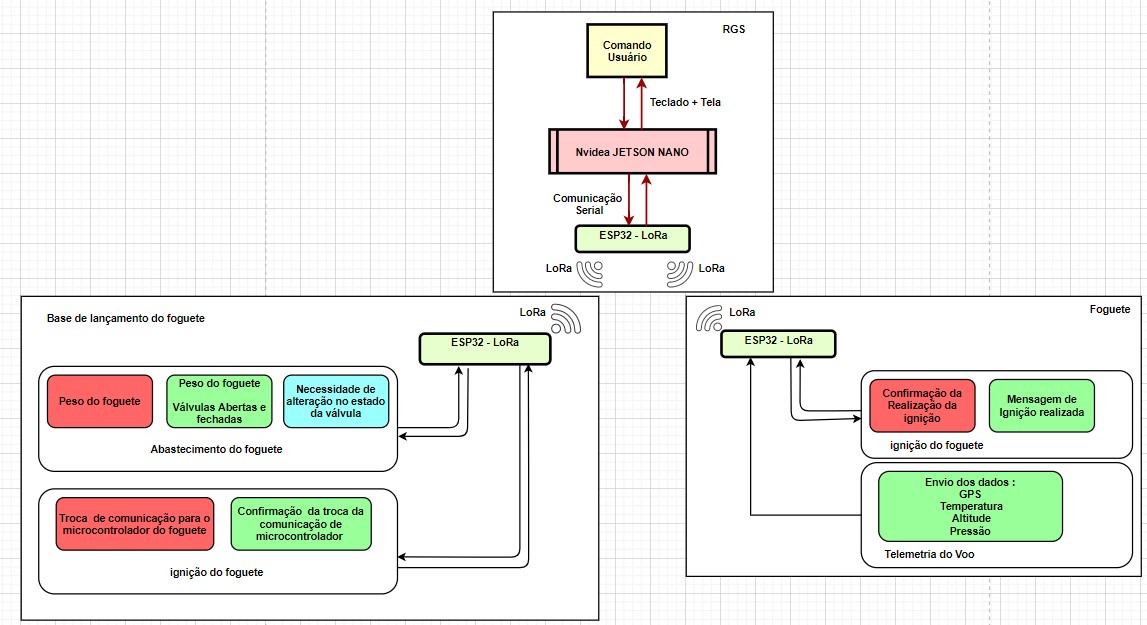 RGS
Comando
Usuário
Teclado + Tela
Nvidea JETSON NANO
Comunicação
Serial
ESP32 - LoRa
LoRa
LoRa
Base de lançamento do foguete
LoRa
ESP32 - LoRa
Peso do foguete
Peso do foguete
Válvulas Abertas e
fechadas
Necessidade de
alteração no estado
da válvula
Abastecimento do foguete
Troca de comunicação para o
microcontrolador do foguete
Confirmação da troca da
comunicação de
microcontrolador
ignição do foguete
LoRa
Foguete
ESP32 - LoRa
Confirmação da
Realização da
ignição
Mensagem de
Ignição realizada
ignição do foguete
Envio dos dados :
GPS
Temperatura
Altitude
Pressão
Telemetria do Voo